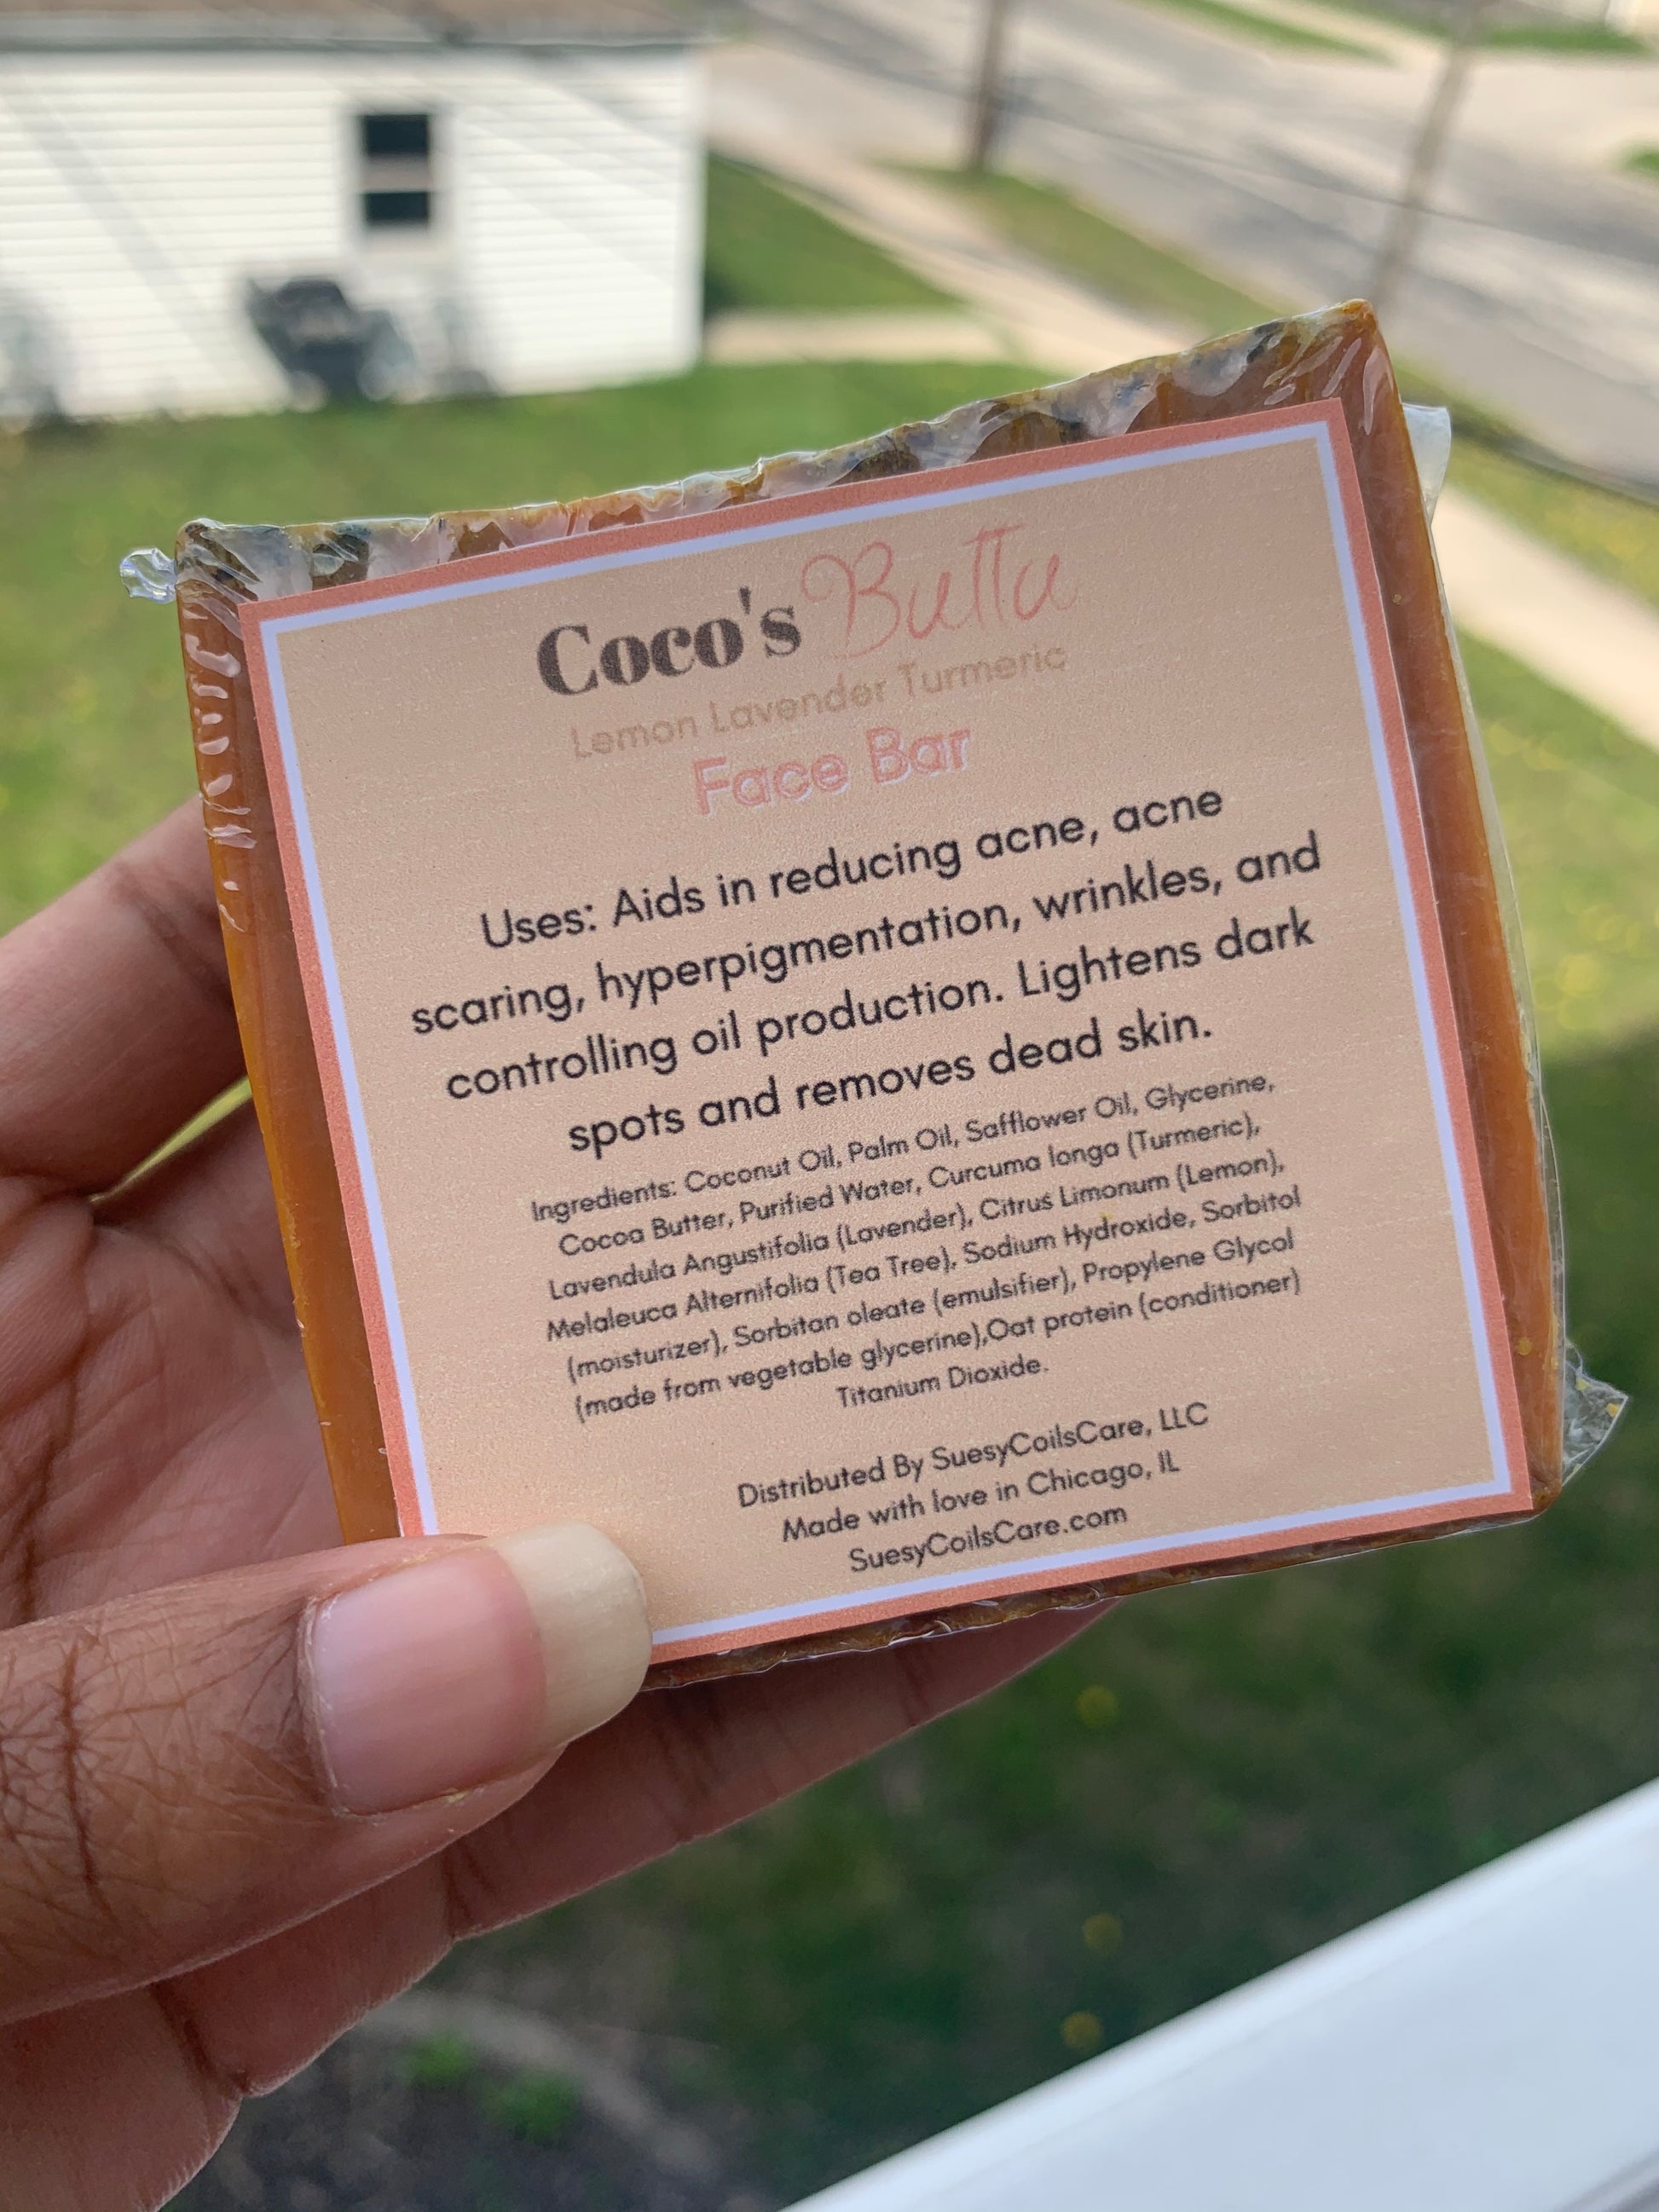 Coco's Butta
Lemon Lavender Turmeric
Face Bar
Uses: Aids in reducing acne, acne
scaring, hyperpigmentation, wrinkles, and
controlling oil production. Lightens dark
spots and removes dead skin.
Ingredients: Coconut Oil, Palm Oil, Safflower Oil, Glycerine,
Cocoa Butter, Purified Water, Curcuma longa (Turmeric),
Lavendula Angustifolia (Lavender), Citrus Limonum (Lemon),
Melaleuca Alternifolia (Tea Tree), Sodium Hydroxide, Sorbitol
(moisturizer), Sorbitan oleate (emulsifier), Propylene Glycol
(made from vegetable glycerine),Oat protein (conditioner)
Titanium Dioxide.
Distributed By SuesyCoilsCare, LLC
Made with love in Chicago, IL
SuesyCoilsCare.com